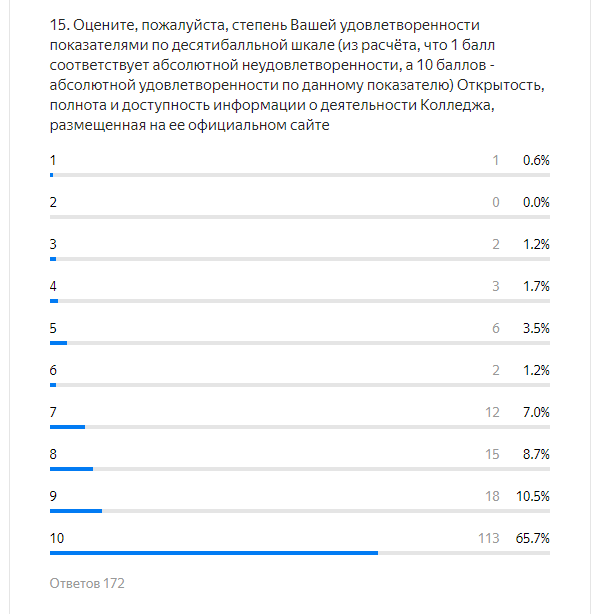 15. Оцените, пожалуйста, степень Вашей удовлетворенности
показателями по десятибалльной шкале (из расчёта, что 1 балл
соответствует абсолютной неудовлетворенности, а 10 баллов -
абсолютной удовлетворенности по данному показателю) Открытость,
полнота и доступность информации о деятельности Колледжа,
размещенная на ее официальном сайте
1 1 0.6%
2 0 0.0%
3 2 1.2%
4 3 1.7%
5 6 3.5%
6 2 1.2%
7 12 7.0%
8 15 8.7%
9 18 10.5%
10 113 65.7%
Ответов 172